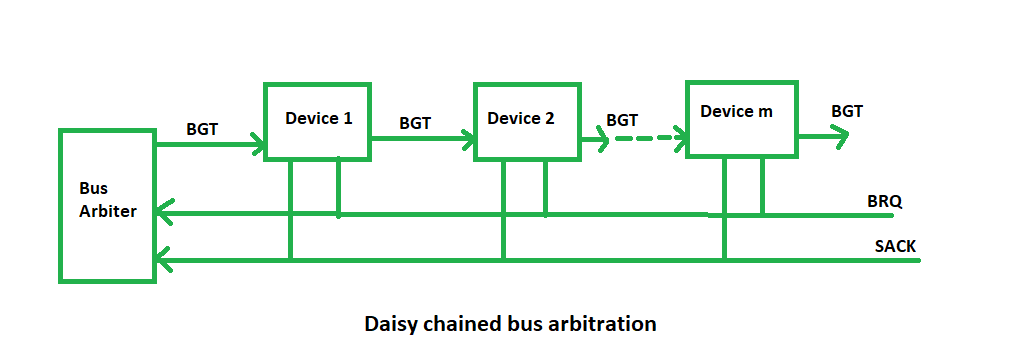 BGT
Device 1
BGT
Device 2
BGT
Device m
BGT
Bus
Arbiter
BRQ
SACK
Daisy chained bus arbitration